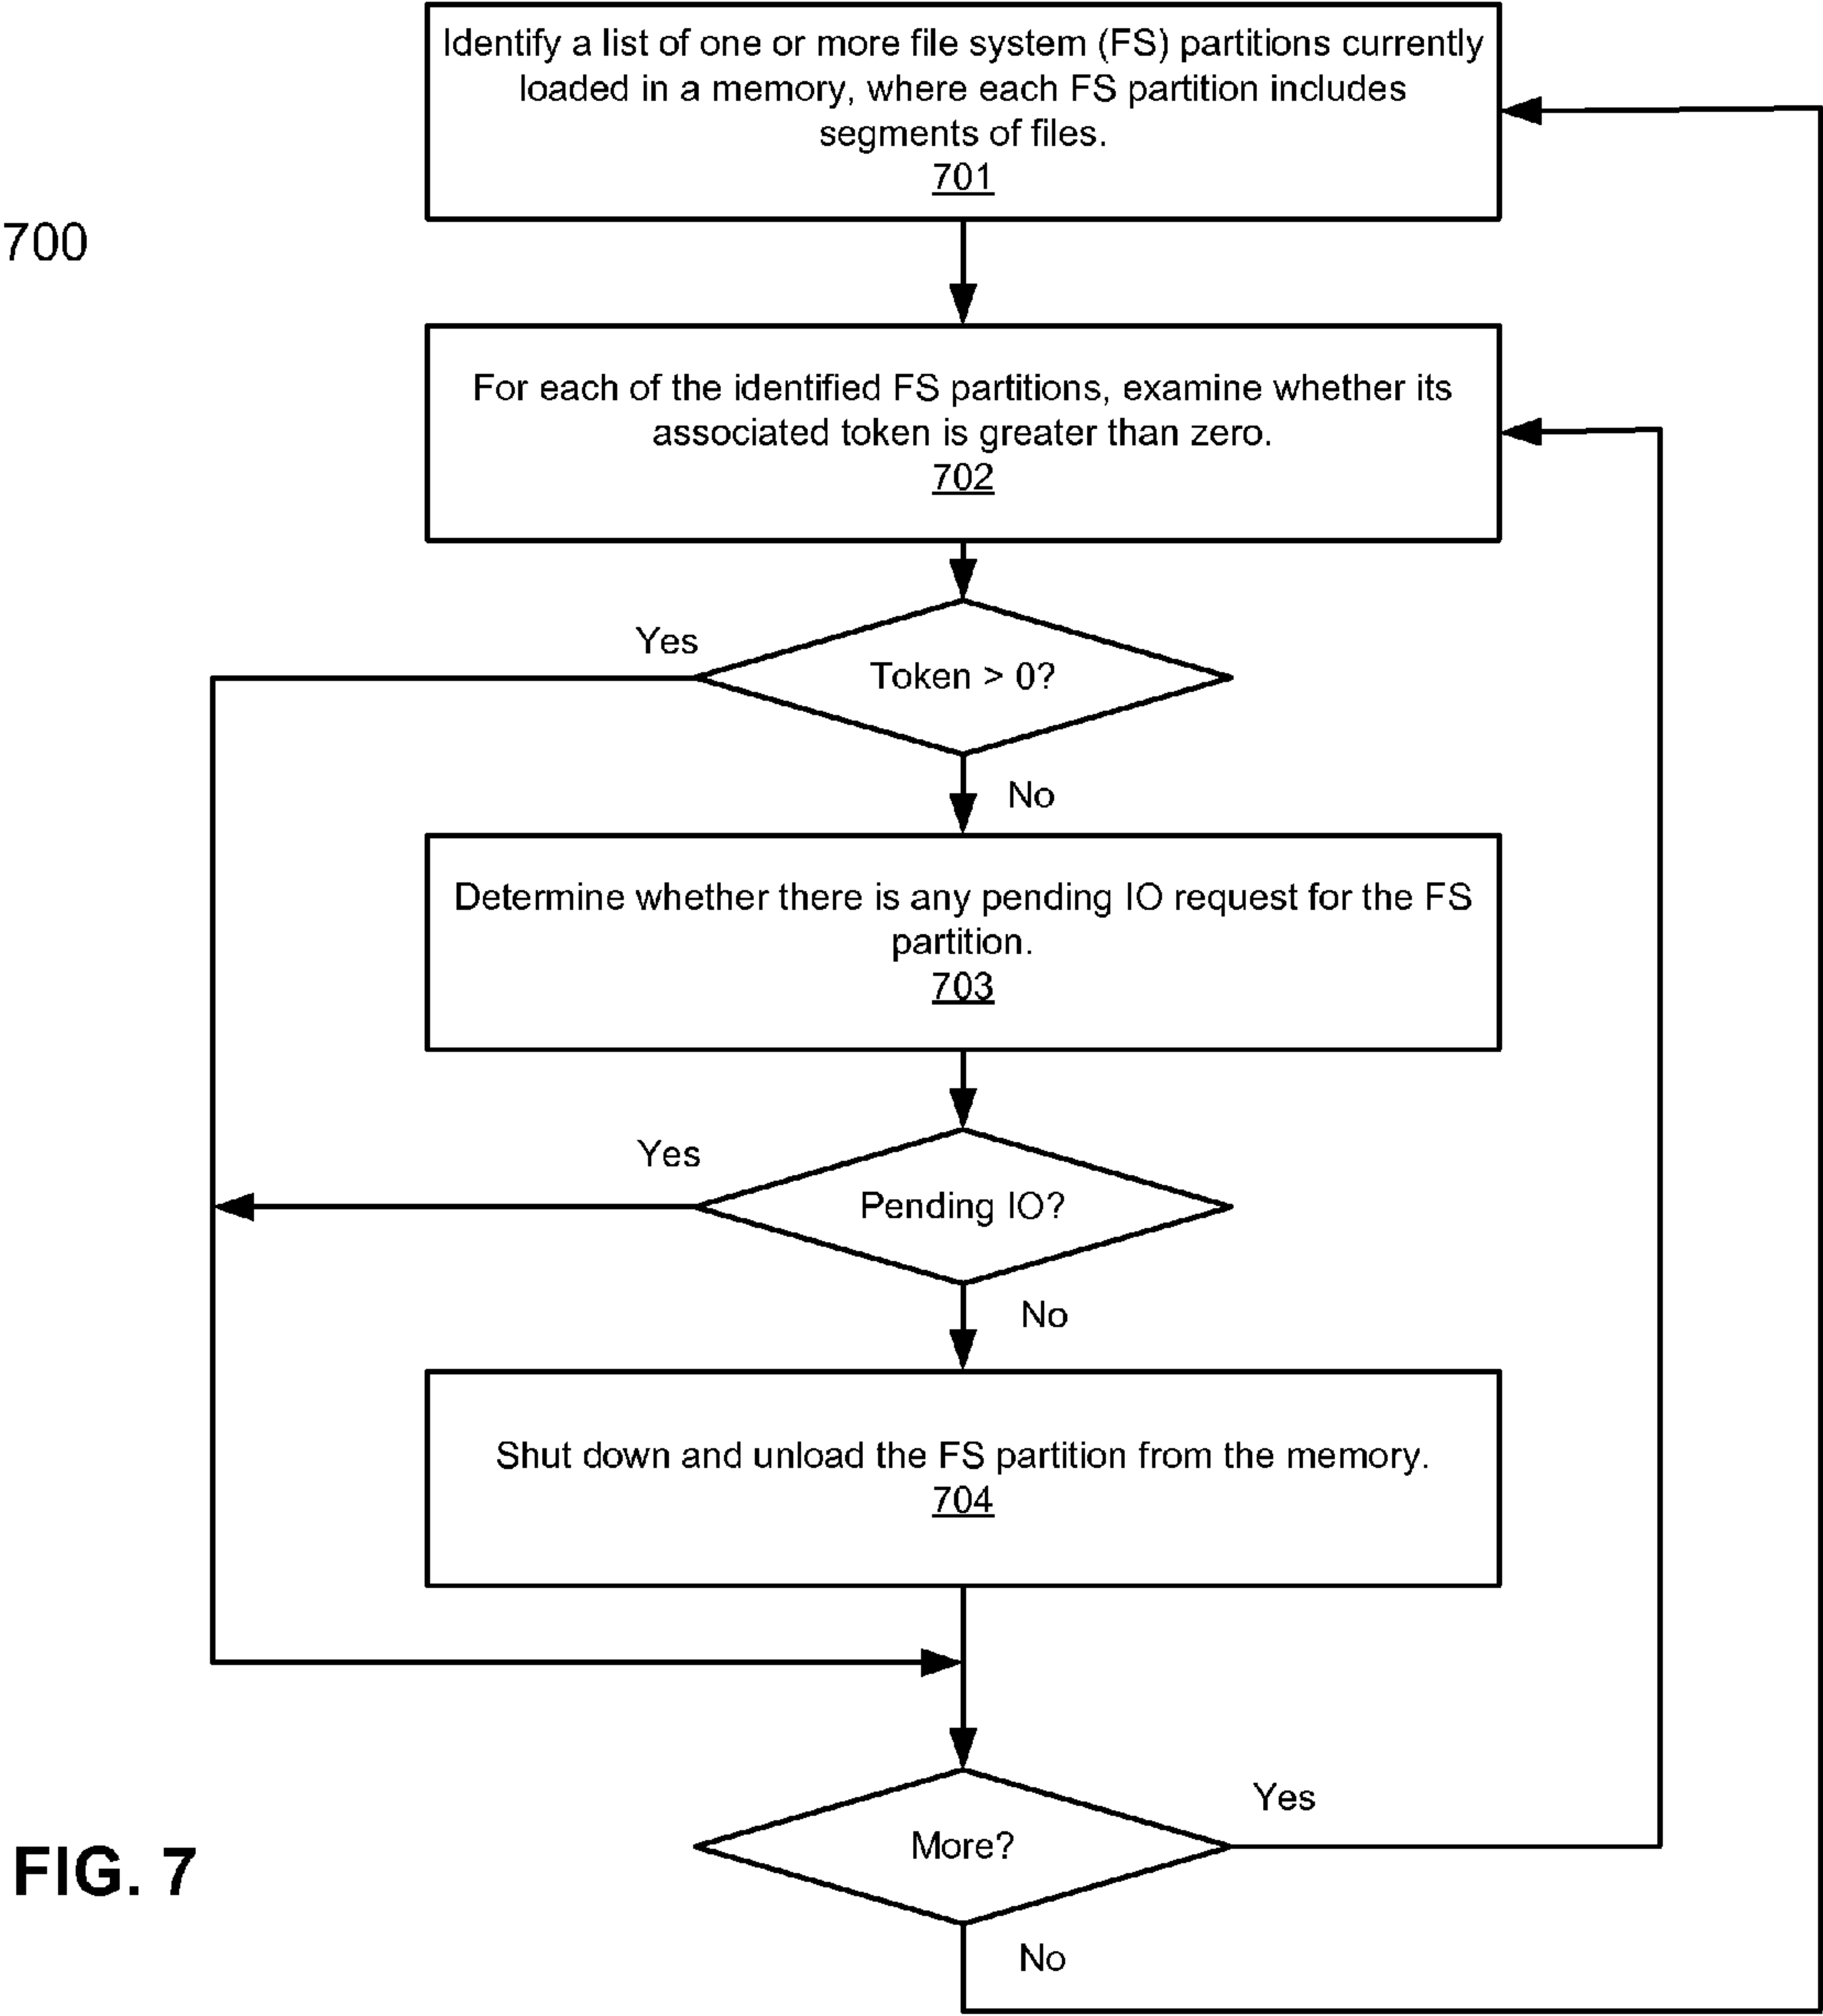 Identify a list of one or more file system (FS) partitions currently
loaded in a memory, where each FS partition includes
segments of files.
701
700
For each of the identified FS partitions, examine whether its
associated token is greater than zero.
702
Yes
Token > 0?
No
Determine whether there is any pending IO request for the FS
partition.
703
Yes
Pending IO?
No
Shut down and unload the FS partition from the memory.
704
Yes
More?
FIG. 7
No